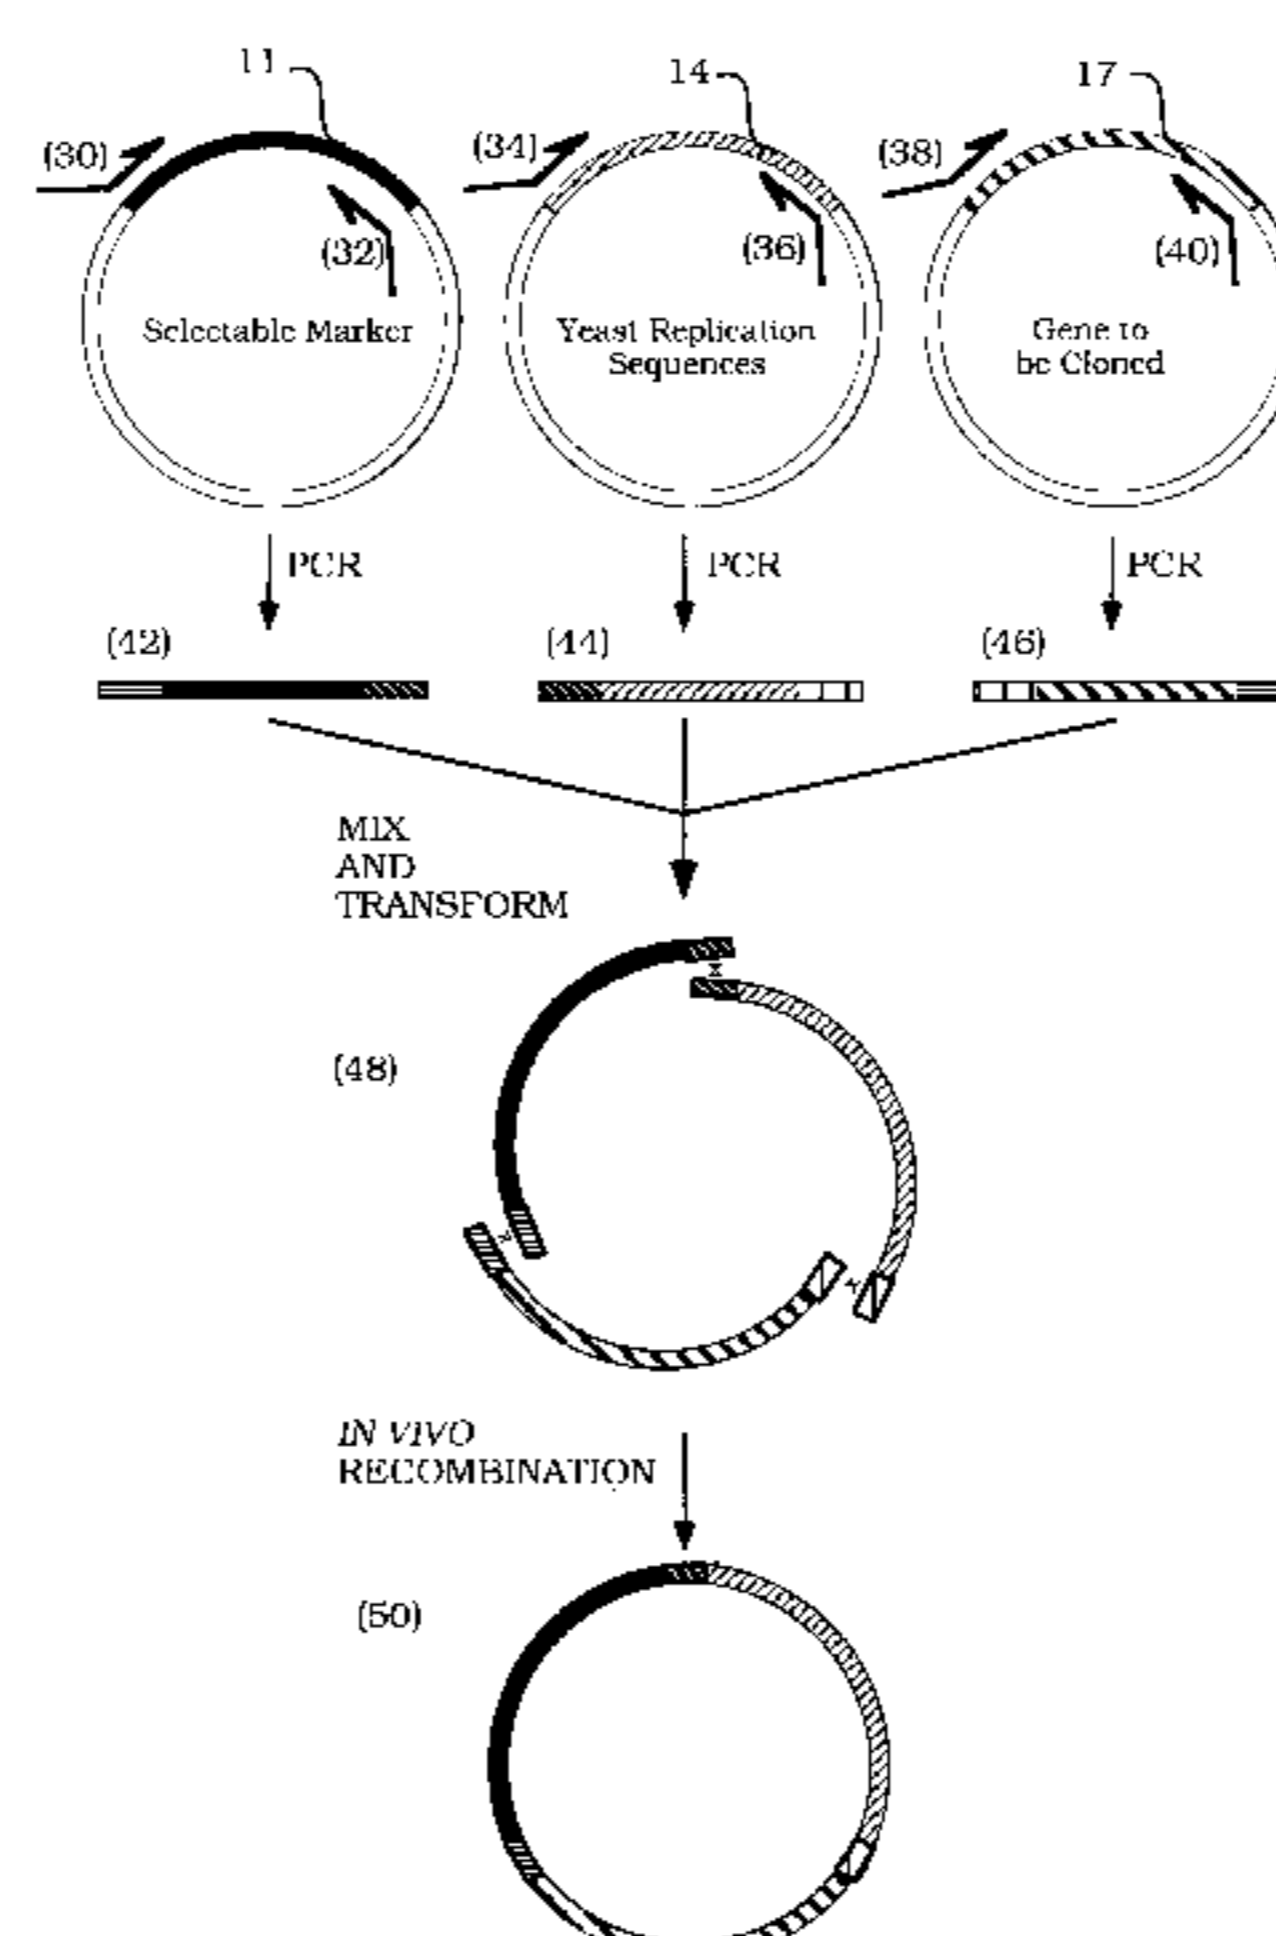 11
14
17
(30)
(34)
(38)
(32)
(36)
(40)
Selectable Marker
Yeast Replication
Sequences
Gene to
be Cloned
PCR
PCR
PCR
(42)
(44)
(46)
MIX
AND
TRANSFORM
(48)
IN VIVO
RECOMBINATION
(50)